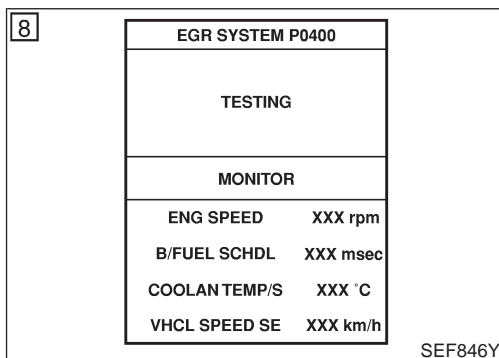 8
EGR SYSTEM P0400
TESTING
MONITOR
ENG SPEED XXX rpm
B/FUEL SCHDL XXX msec
COOLAN TEMP/S XXX °C
VHCL SPEED SE XXX km/h
SEF846Y